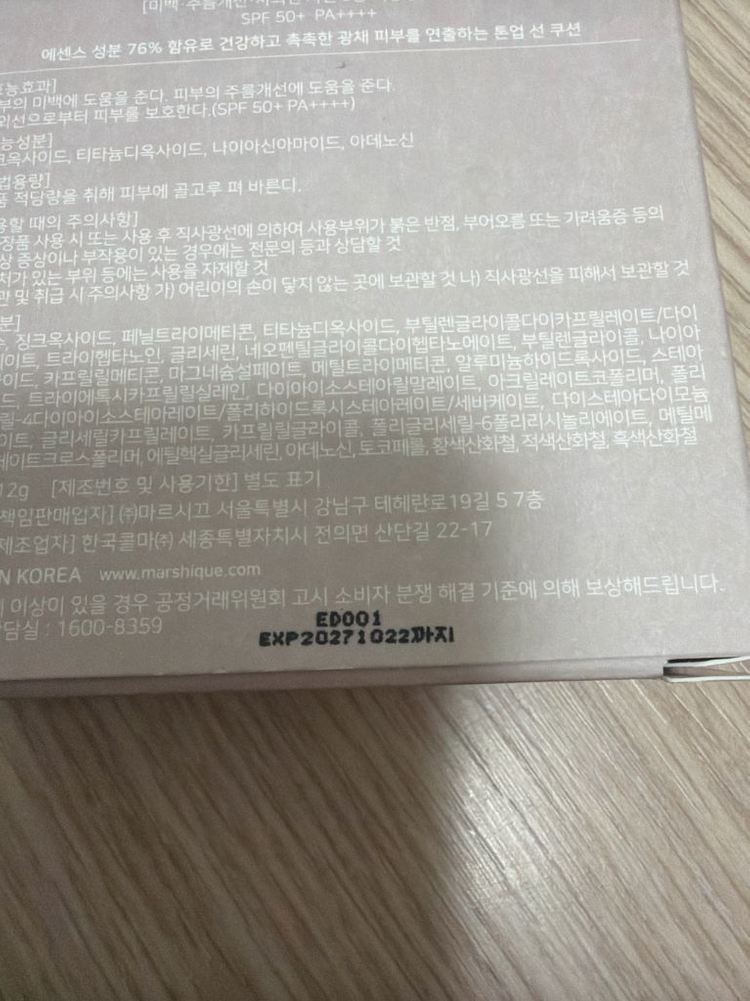 [미백·주름개선·
SPF 50+ PA++++
에센스 성분 76% 함유로 건강하고 촉촉한 광채 피부를 연출하는 톤업 선 쿠션
능효과]
부의 미백에 도움을 준다. 피부의 주름개선에 도움을 준다.
외선으로부터 피부를 보호한다.(SPF 50+ PA++++)
능성분]
크옥사이드, 티타늄디옥사이드, 나이아신아마이드, 아데노신
법용량]
품 적당량을 취해 피부에 골고루 펴 바른다.
용할 때의 주의사항]
장품 사용 시 또는 사용 후 직사광선에 의하여 사용부위가 붉은 반점, 부어오름 또는 가려움증 등의
상 증상이나 부작용이 있는 경우에는 전문의 등과 상담할 것
처가 있는 부위 등에는 사용을 자제할 것
관 및 취급 시 주의사항 가) 어린이의 손이 닿지 않는 곳에 보관할 것 나) 직사광선을 피해서 보관할 것
분]
수, 징크옥사이드, 페닐트라이메티콘, 티타늄디옥사이드, 부틸렌글라이콜다이카프릴레이트/다이
이트, 트라이헵타노인, 글리세린, 네오펜틸글라이콜다이헵타노에이트, 부틸렌글라이콜, 나이아
이드, 카프릴릴메티콘, 마그네슘설페이트, 메틸트라이메티콘, 알루미늄하이드록사이드, 스테아
드, 트라이에톡시카프릴릴실레인, 다이아이소스테아릴말레이트, 아크릴레이트코폴리머, 폴리
릴-4다이아이소스테아레이트/폴리하이드록시스테아레이트/세바케이트, 다이스테아다이모늄
이트, 글리세릴카프릴레이트, 카프릴릴글라이콜, 폴리글리세릴-6폴리리시놀리에이트, 메틸메
레이트크로스폴리머, 에틸헥실글리세린, 아데노신, 토코페롤, 황색산화철, 적색산화철, 흑색산화철
12g [제조번호 및 사용기한] 별도 표기
책임판매업자] ㈜마르시끄 서울특별시 강남구 테헤란로19길 5 7층
제조업자] 한국콜마㈜ 세종특별자치시 전의면 산단길 22-17
N KOREA www.marshique.com
에 이상이 있을 경우 공정거래위원회 고시 소비자 분쟁 해결 기준에 의해 보상해드립니다.
상담실 : 1600-8359
ED001
EXP20271022까지